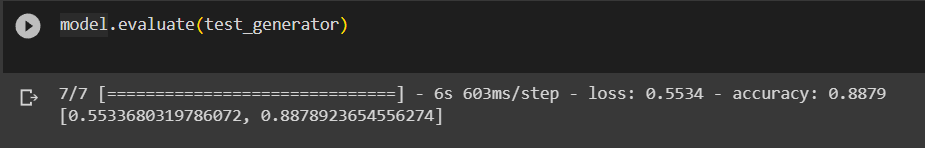 model.evaluate(test_generator)
7/7 [==============================] - 6s 603ms/step - loss: 0.5534 - accuracy: 0.8879
[0.5533680319786072, 0.8878923654556274]